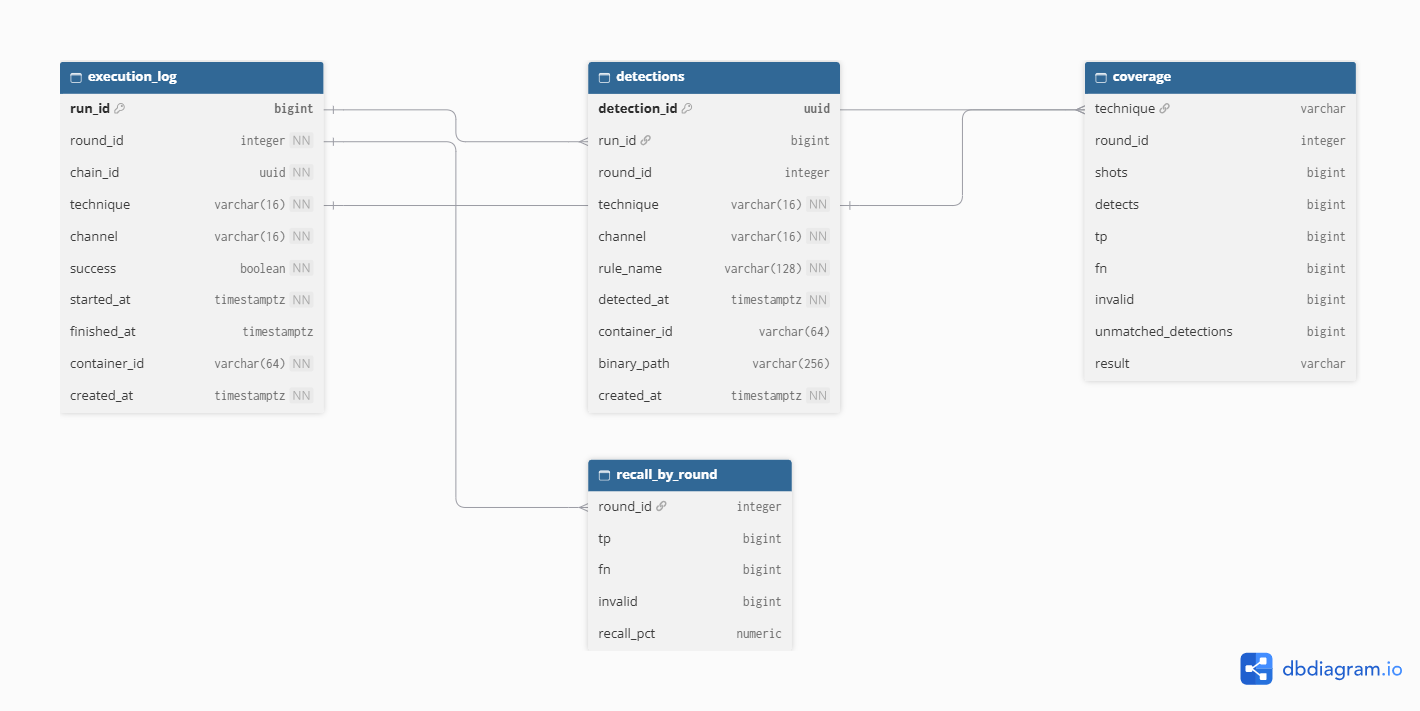 execution_log
run_id bigint
round_id integer NN
chain_id uuid NN
technique varchar(16) NN
channel varchar(16) NN
success boolean NN
started_at timestamptz NN
finished_at timestamptz
container_id varchar(64) NN
created_at timestamptz NN
detections
detection_id uuid
run_id bigint
round_id integer
technique varchar(16) NN
channel varchar(16) NN
rule_name varchar(128) NN
detected_at timestamptz NN
container_id varchar(64)
binary_path varchar(256)
created_at timestamptz NN
coverage
technique varchar
round_id integer
shots bigint
detects bigint
tp bigint
fn bigint
invalid bigint
unmatched_detections bigint
result varchar
recall_by_round
round_id integer
tp bigint
fn bigint
invalid bigint
recall_pct numeric
dbdiagram.io